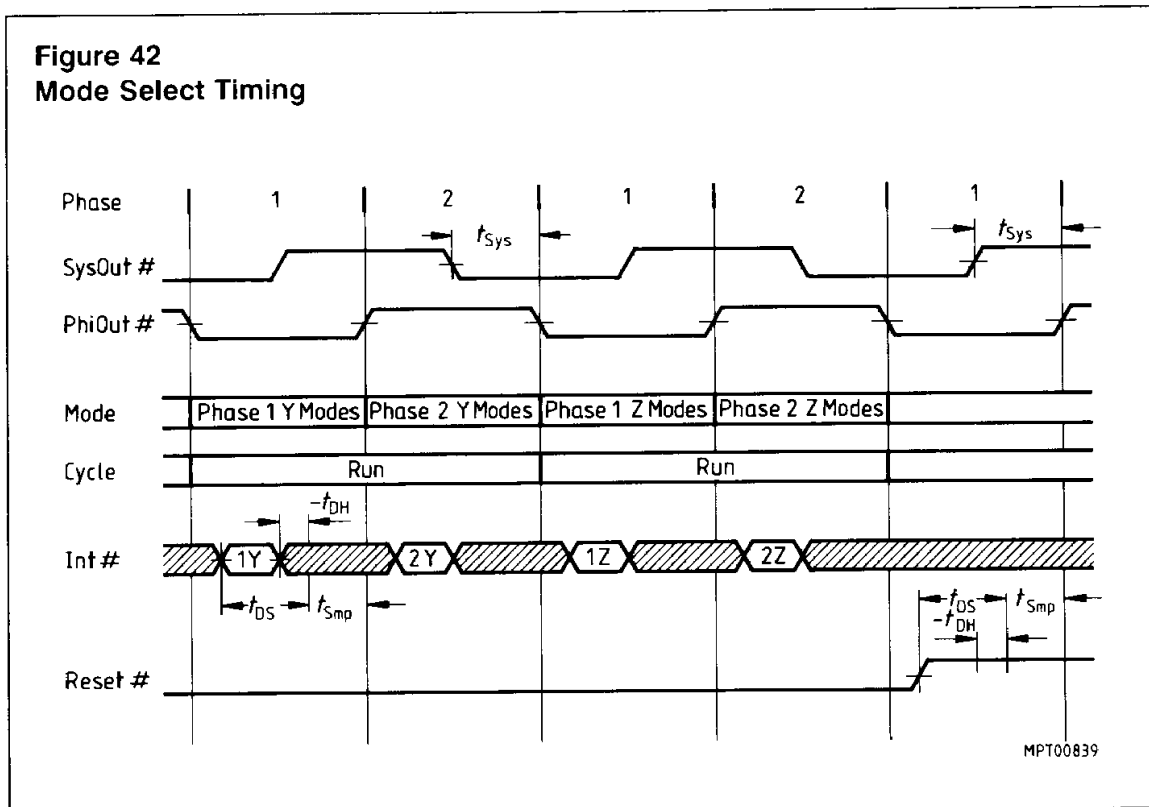 Figure 42
Mode Select Timing
Phase 1 2 1 2 1
tSys tSys
SysOut #
PhiOut #
Mode Phase 1 Y Modes Phase 2 Y Modes Phase 1 Z Modes Phase 2 Z Modes
Cycle Run Run
-tDH
Int # 1Y 2Y 1Z 2Z
tDS tSmp tDS tSmp
-tDH
Reset #
MPT00839